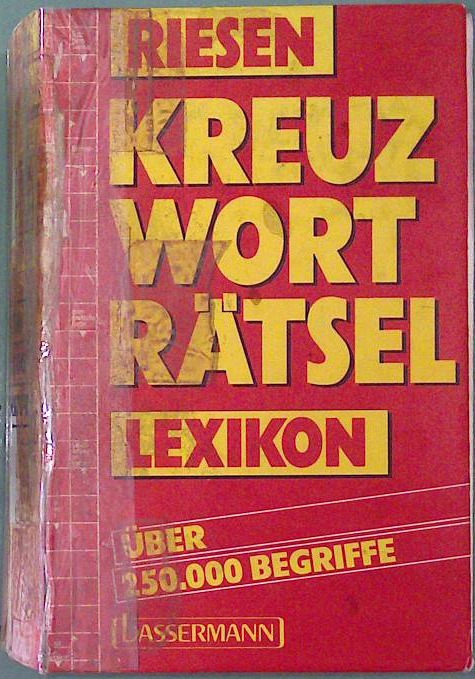 RIESEN
KREUZ
WORT
RÄTSEL
LEXIKON
ÜBER
250.000 BEGRIFFE
BASSERMANN